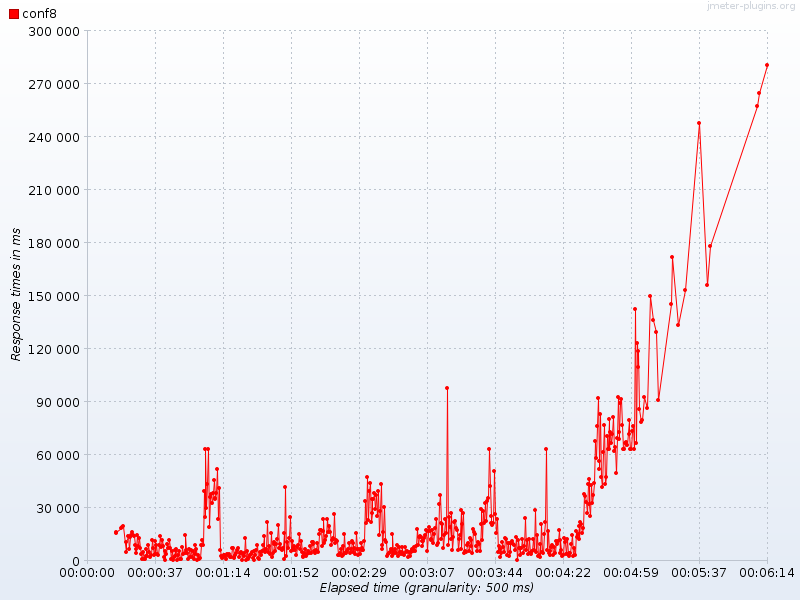 jmeter-plugins.org
conf8
300 000
270 000
240 000
210 000
180 000
150 000
120 000
90 000
60 000
30 000
0
Response times in ms
00:00:00 00:00:37 00:01:14 00:01:52 00:02:29 00:03:07 00:03:44 00:04:22 00:04:59 00:05:37 00:06:14
Elapsed time (granularity: 500 ms)